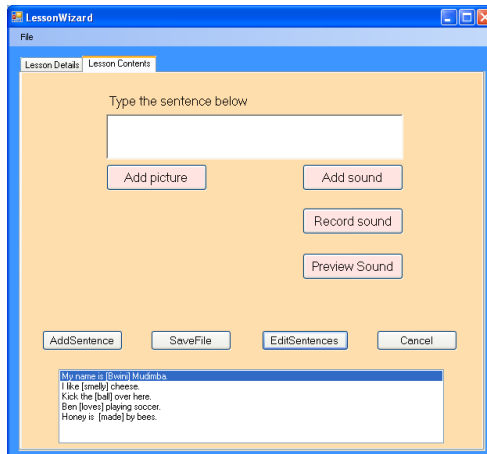 LessonWizard
File
Lesson Details Lesson Contents
Type the sentence below
Add picture Add sound
Record sound
Preview Sound
AddSentence SaveFile EditSentences Cancel
My name is [Bwini] Mudimba.
I like [smelly] cheese.
Kick the [ball] over here.
Ben [loves] playing soccer.
Honey is  [made] by bees.